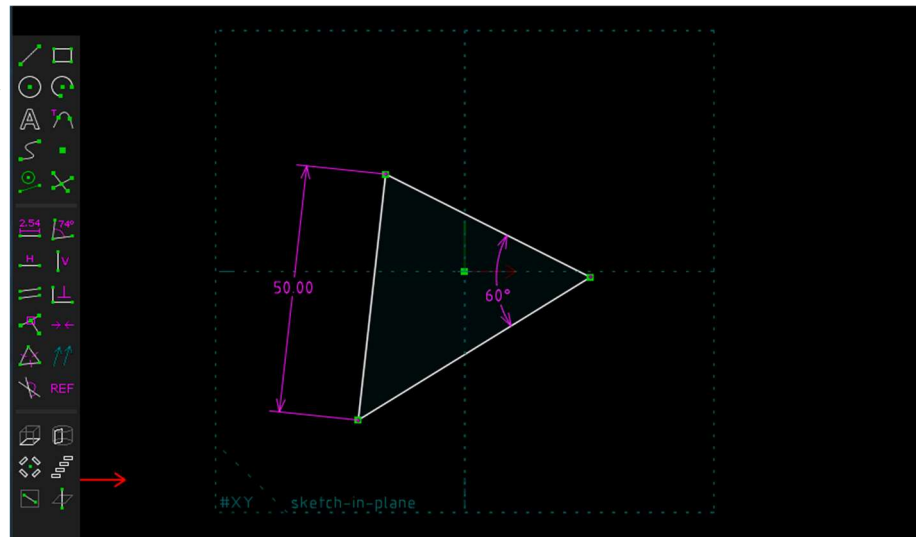 A
T
2.54
74°
H
V
REF
50.00
60°
#XY
sketch-in-plane